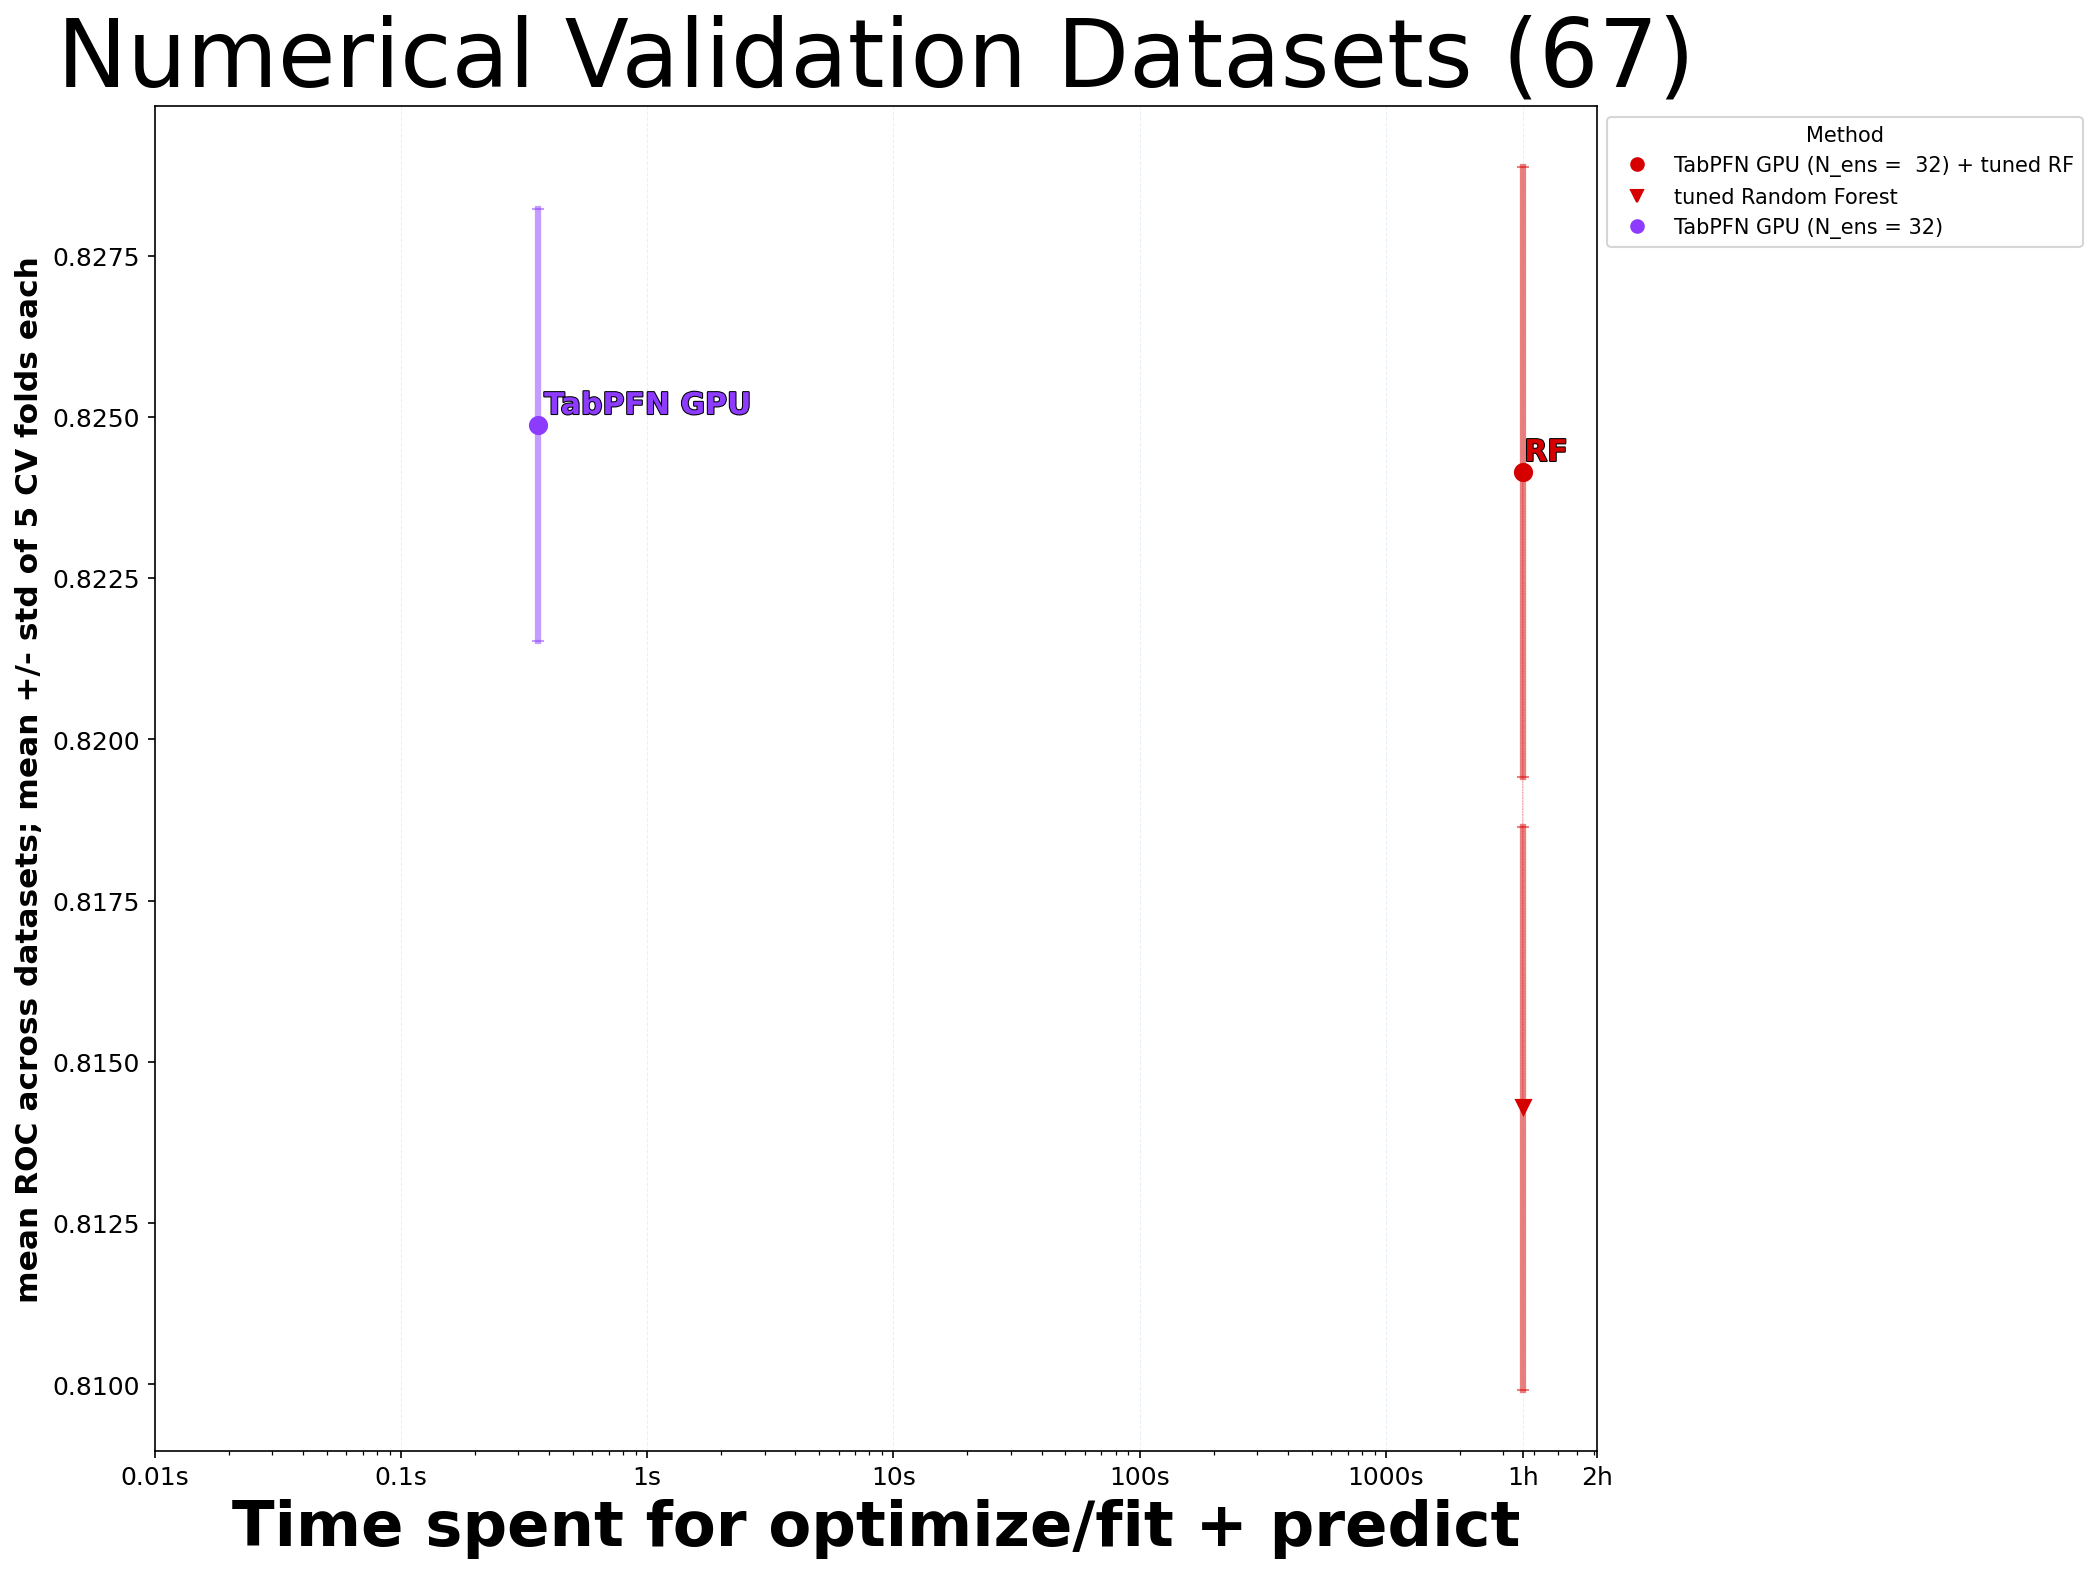 Numerical Validation Datasets (67)
Method
TabPFN GPU (N_ens =  32) + tuned RF
tuned Random Forest
TabPFN GPU (N_ens = 32)
mean ROC across datasets; mean +/- std of 5 CV folds each
0.8275
0.8250
0.8225
0.8200
0.8175
0.8150
0.8125
0.8100
TabPFN GPU
RF
0.01s
0.1s
1s
10s
100s
1000s
1h
2h
Time spent for optimize/fit + predict